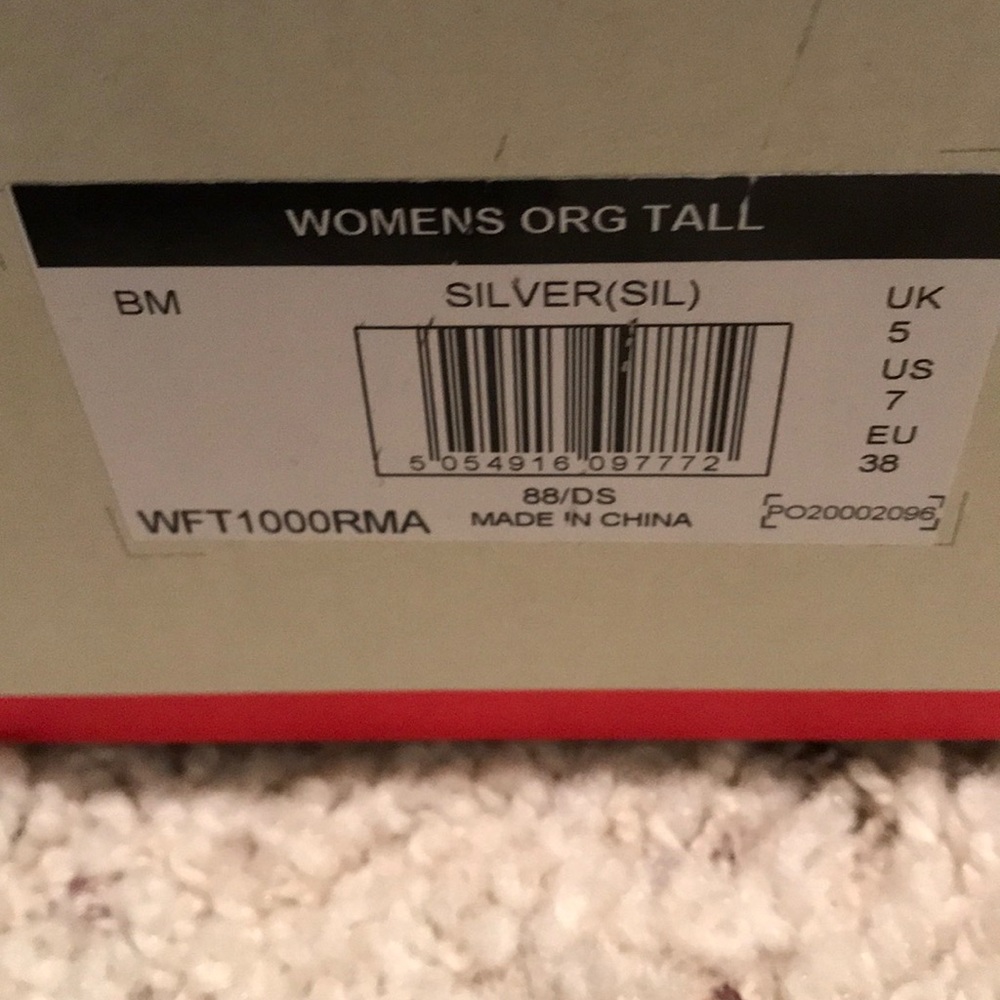 WOMENS ORG TALL
BM
SILVER(SIL)
UK
5
US
7
EU
38
5 054916 097772
88/DS
WFT1000RMA
MADE IN CHINA
PO20002096